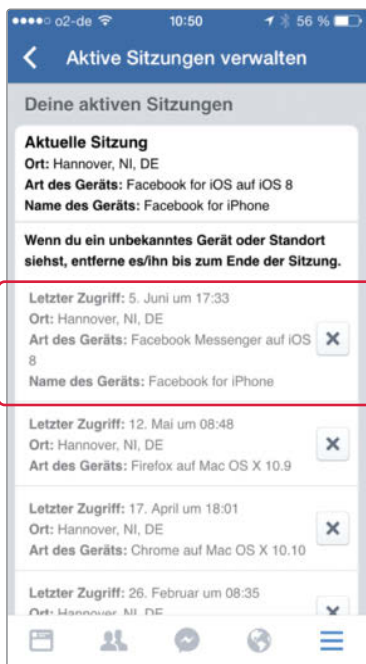 o2-de 10:50 56 %
Aktive Sitzungen verwalten
Deine aktiven Sitzungen
Aktuelle Sitzung
Ort: Hannover, NI, DE
Art des Geräts: Facebook for iOS auf iOS 8
Name des Geräts: Facebook for iPhone
Wenn du ein unbekanntes Gerät oder Standort
siehst, entferne es/ihn bis zum Ende der Sitzung.
Letzter Zugriff: 5. Juni um 17:33
Ort: Hannover, NI, DE
Art des Geräts: Facebook Messenger auf iOS
8
Name des Geräts: Facebook for iPhone
Letzter Zugriff: 12. Mai um 08:48
Ort: Hannover, NI, DE
Art des Geräts: Firefox auf Mac OS X 10.9
Letzter Zugriff: 17. April um 18:01
Ort: Hannover, NI, DE
Art des Geräts: Chrome auf Mac OS X 10.10
Letzter Zugriff: 26. Februar um 08:35
Ort: Hannover, NI, DE